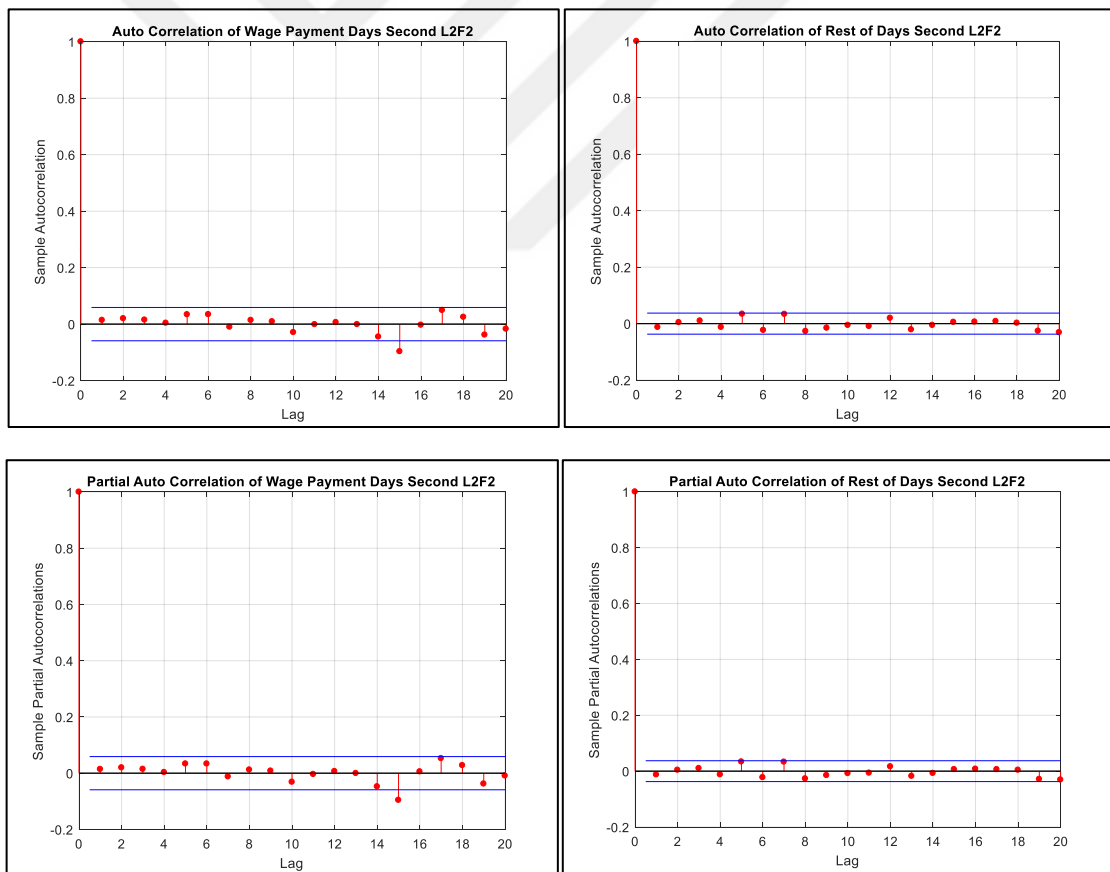 Auto Correlation of Wage Payment Days Second L2F2
1
0.8
0.6
0.4
0.2
0
-0.2
Sample Autocorrelation
0 2 4 6 8 10 12 14 16 18 20
Lag
Auto Correlation of Rest of Days Second L2F2
1
0.8
0.6
0.4
0.2
0
-0.2
Sample Autocorrelation
0 2 4 6 8 10 12 14 16 18 20
Lag
Partial Auto Correlation of Wage Payment Days Second L2F2
1
0.8
0.6
0.4
0.2
0
-0.2
Sample Partial Autocorrelations
0 2 4 6 8 10 12 14 16 18 20
Lag
Partial Auto Correlation of Rest of Days Second L2F2
1
0.8
0.6
0.4
0.2
0
-0.2
Sample Partial Autocorrelations
0 2 4 6 8 10 12 14 16 18 20
Lag